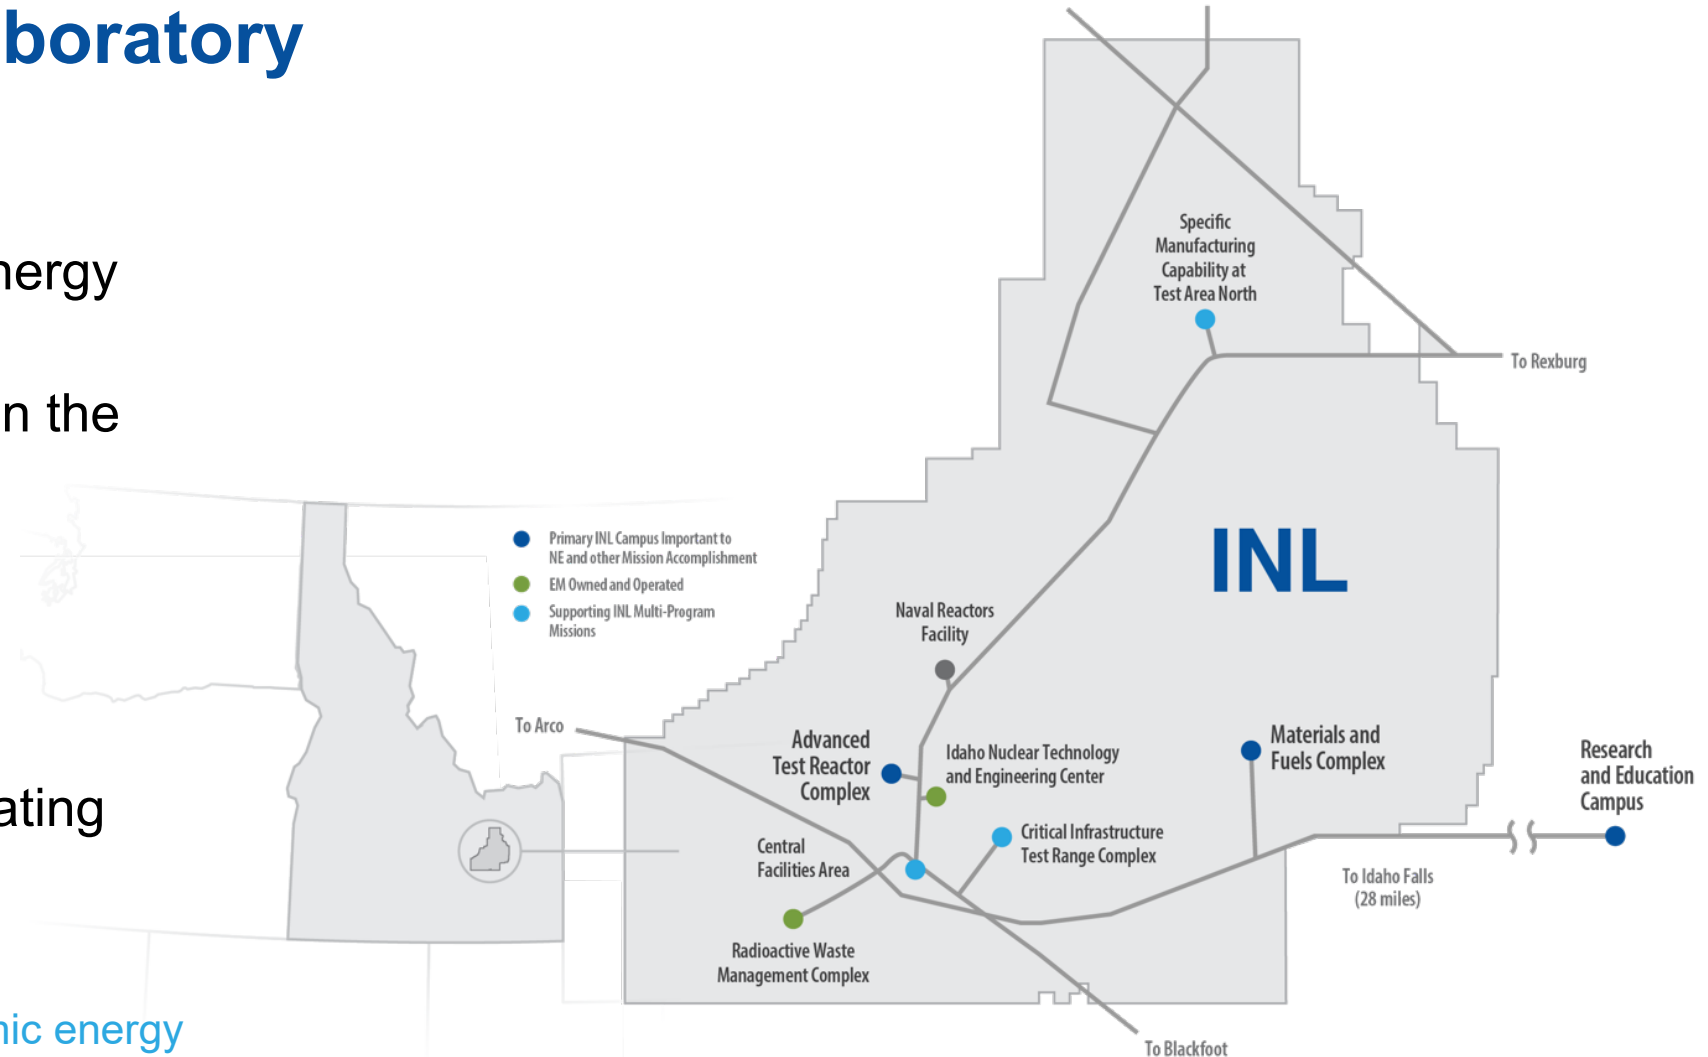 boratory
nergy
n the
ating
mic energy
Specific
Manufacturing
Capability at
Test Area North
To Rexburg
INL
Primary INL Campus Important to
NE and other Mission Accomplishment
EM Owned and Operated
Supporting INL Multi-Program
Missions
Naval Reactors
Facility
To Arco
Advanced
Test Reactor
Complex
Idaho Nuclear Technology
and Engineering Center
Materials and
Fuels Complex
Research
and Education
Campus
Critical Infrastructure
Test Range Complex
Central
Facilities Area
To Idaho Falls
(28 miles)
Radioactive Waste
Management Complex
To Blackfoot